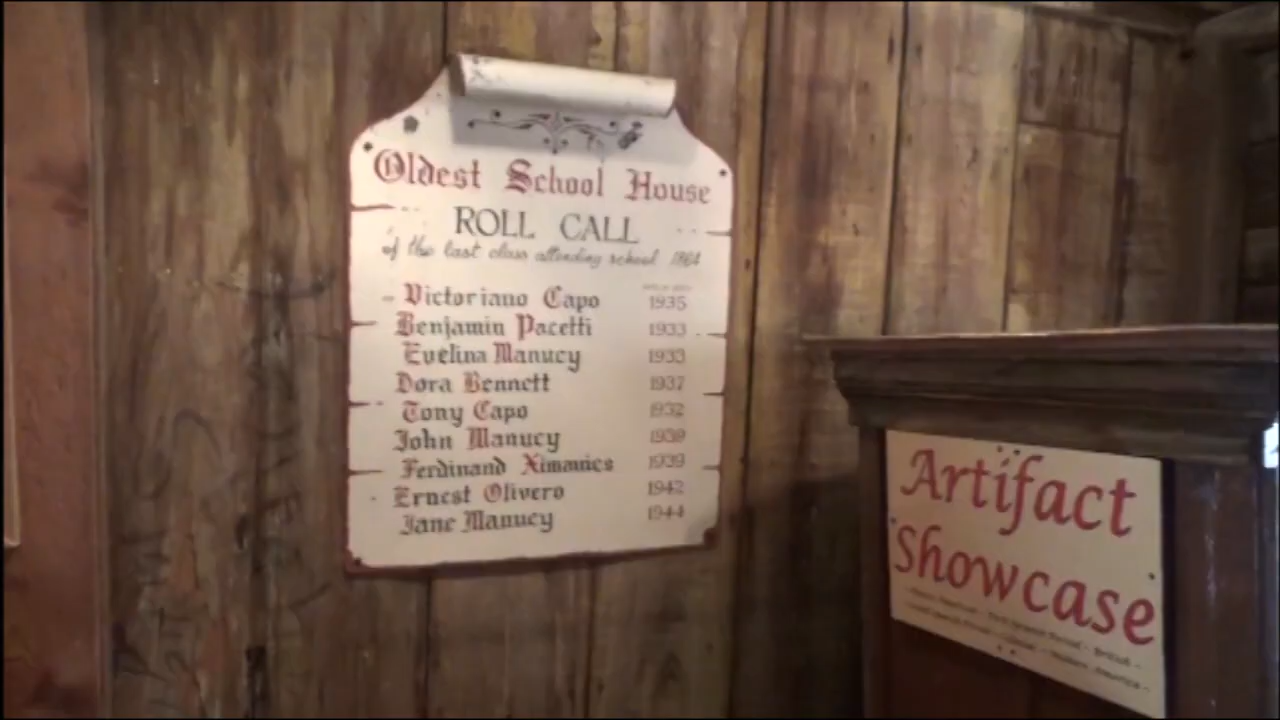 Oldest School House
ROLL CALL
of the last class attending school 1864
Victoriano Capo 1935
Benjamin Pacetti 1933
Evelina Manucy 1933
Dora Bennett 1937
Tony Capo 1932
John Manucy 1939
Ferdinand Ximanies 1939
Ernest Olivero 1942
Jane Manucy 1944
Artifact
Showcase